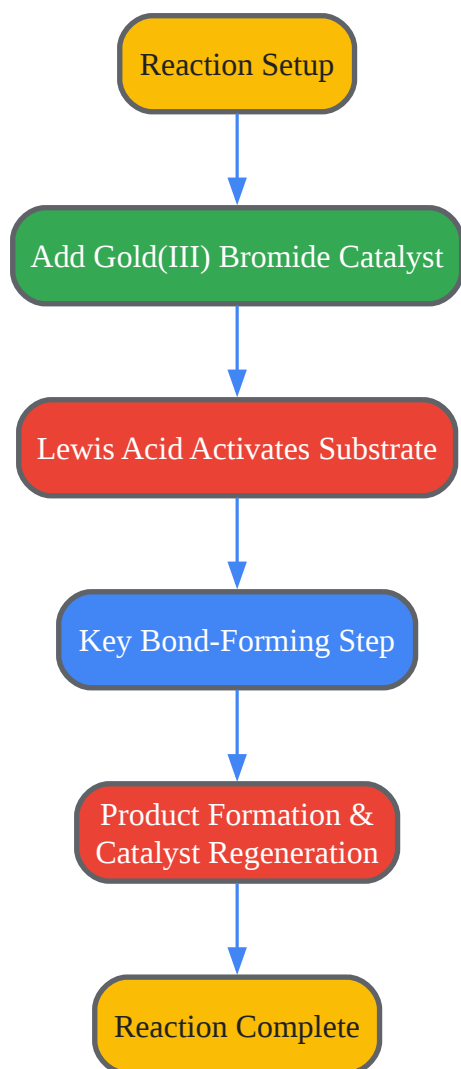 Reaction Setup
Add Gold(III) Bromide Catalyst
Lewis Acid Activates Substrate
Key Bond-Forming Step
Product Formation &
Catalyst Regeneration
Reaction Complete